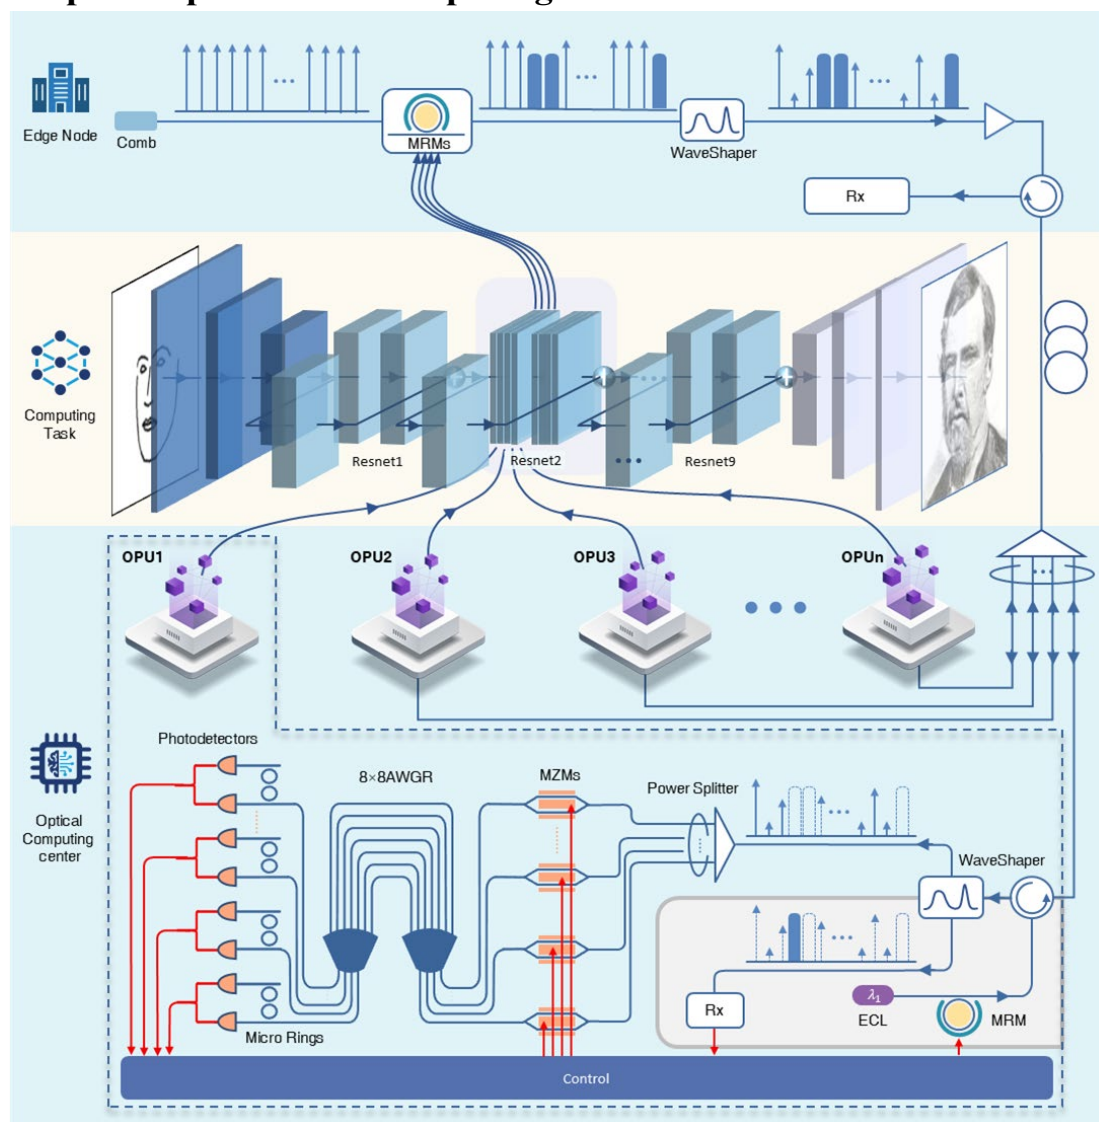 Edge Node
Comb
MRMs
WaveShaper
Rx
Computing
Task
Resnet1
Resnet2
Resnet9
OPU1
OPU2
OPU3
OPUn
Optical
Computing
center
Photodetectors
8×8AWGR
MZMs
Power Splitter
WaveShaper
Rx
λ1
ECL
MRM
Micro Rings
Control